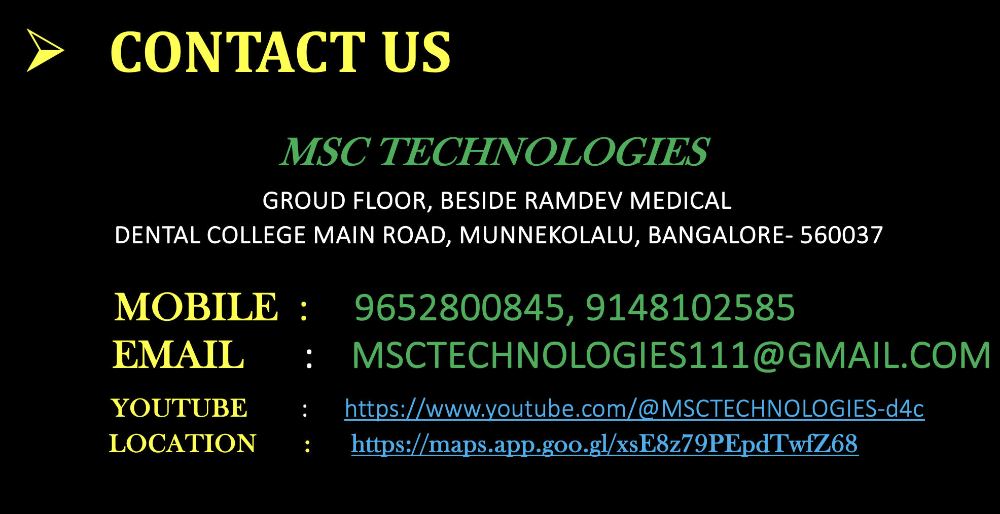 CONTACT US
MSC TECHNOLOGIES
GROUD FLOOR, BESIDE RAMDEV MEDICAL
DENTAL COLLEGE MAIN ROAD, MUNNEKOLALU, BANGALORE- 560037
MOBILE : 9652800845, 9148102585
EMAIL : MSCTECHNOLOGIES111@GMAIL.COM
YOUTUBE : https://www.youtube.com/@MSCTECHNOLOGIES-d4c
LOCATION : https://maps.app.goo.gl/xsE8z79PEpdTwfZ68